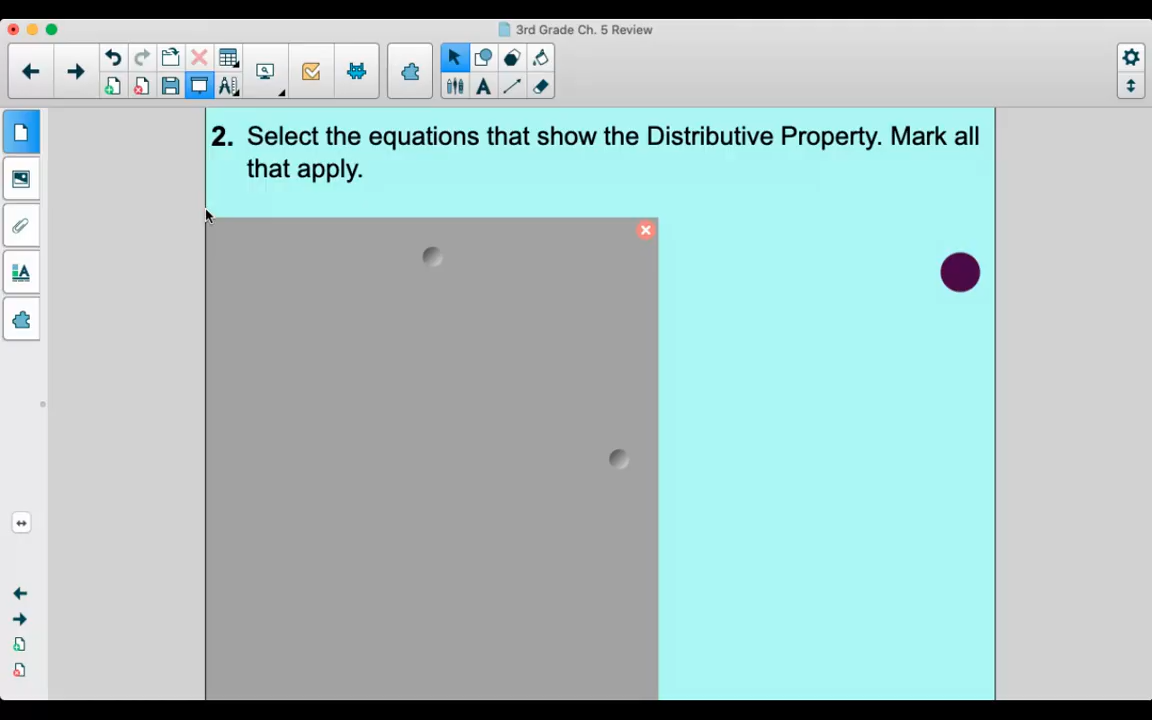 3rd Grade Ch. 5 Review
2. Select the equations that show the Distributive Property. Mark all
that apply.